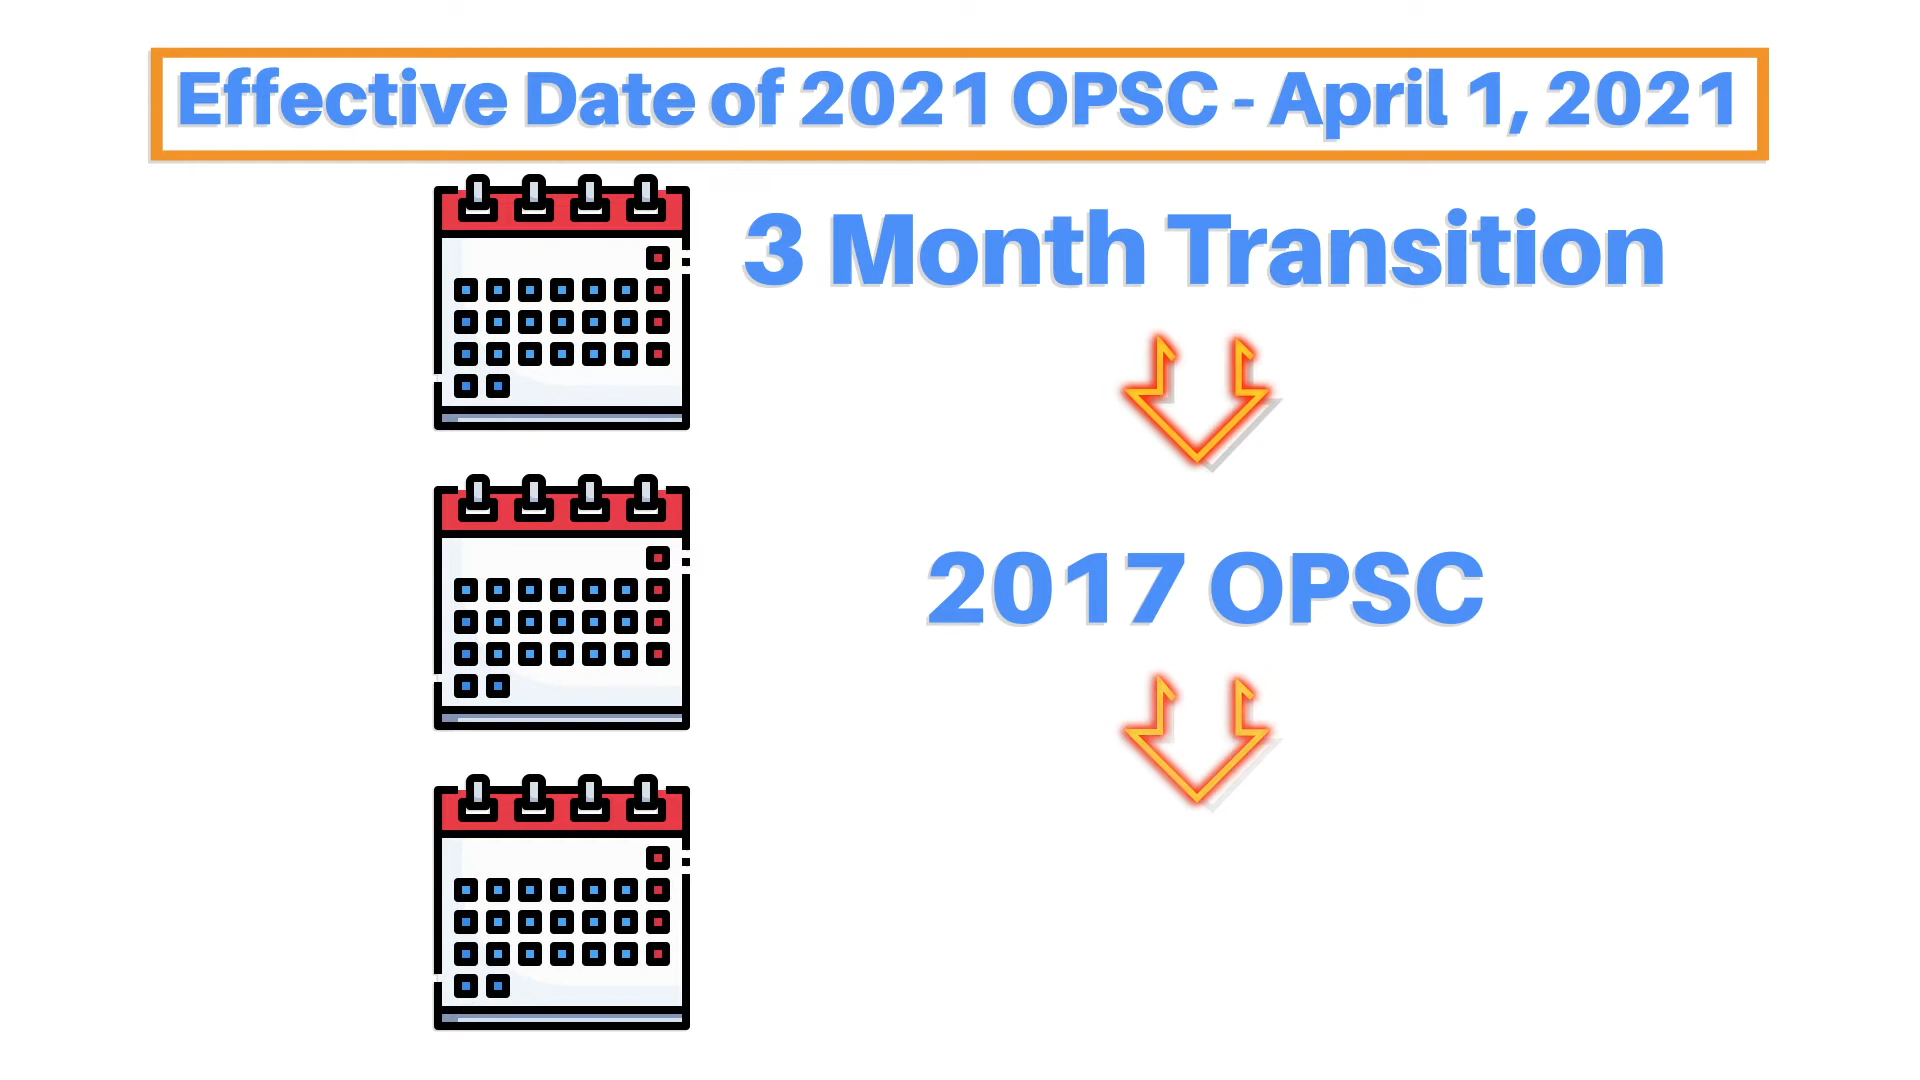 Effective Date of 2021 OPSC - April 1, 2021
3 Month Transition
2017 OPSC